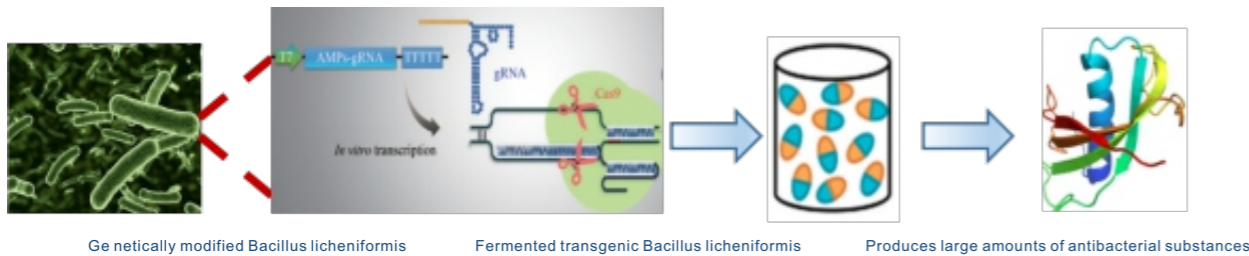 T7
AMPs-gRNA
TTTTT
gRNA
Cas9
In vitro transcription
Ge netically modified Bacillus licheniformis
Fermented transgenic Bacillus licheniformis
Produces large amounts of antibacterial substances